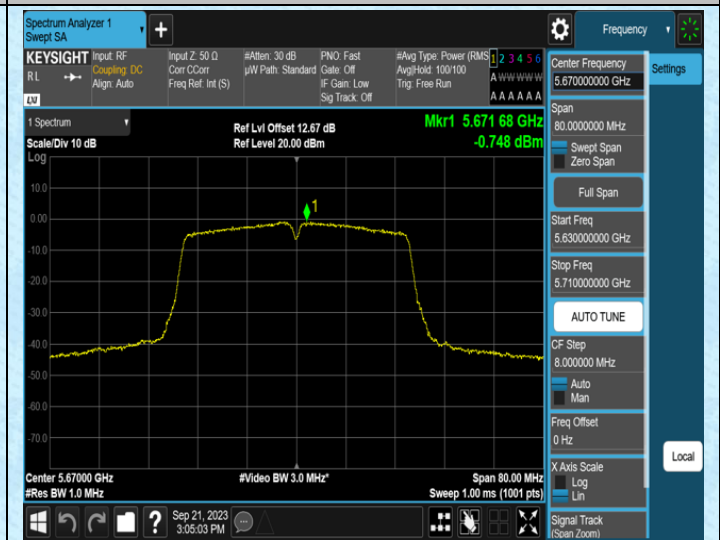 Spectrum Analyzer 1
Swept SA
+
Frequency
KEYSIGHT
RL
LXI
Input: RF
Coupling: DC
Align: Auto
Input Z: 50 Ω
Corr CCorr
Freq Ref: Int (S)
#Atten: 30 dB
µW Path: Standard
PNO: Fast
Gate: Off
IF Gain: Low
Sig Track: Off
#Avg Type: Power (RMS
Avg|Hold: 100/100
Trig: Free Run
1 2 3 4 5 6
A W W W W W
A A A A A A
1 Spectrum
Scale/Div 10 dB
Log
Ref Lvl Offset 12.67 dB
Ref Level 20.00 dBm
Mkr1 5.671 68 GHz
-0.748 dBm
10.0
0.00
-10.0
-20.0
-30.0
-40.0
-50.0
-60.0
-70.0
1
Center 5.67000 GHz
#Res BW 1.0 MHz
#Video BW 3.0 MHz*
Span 80.00 MHz
Sweep 1.00 ms (1001 pts)
Center Frequency
5.670000000 GHz
Settings
Span
80.0000000 MHz
Swept Span
Zero Span
Full Span
Start Freq
5.630000000 GHz
Stop Freq
5.710000000 GHz
AUTO TUNE
CF Step
8.000000 MHz
Auto
Man
Freq Offset
0 Hz
X Axis Scale
Log
Lin
Signal Track
(Span Zoom)
Local
?
Sep 21, 2023
3:05:03 PM